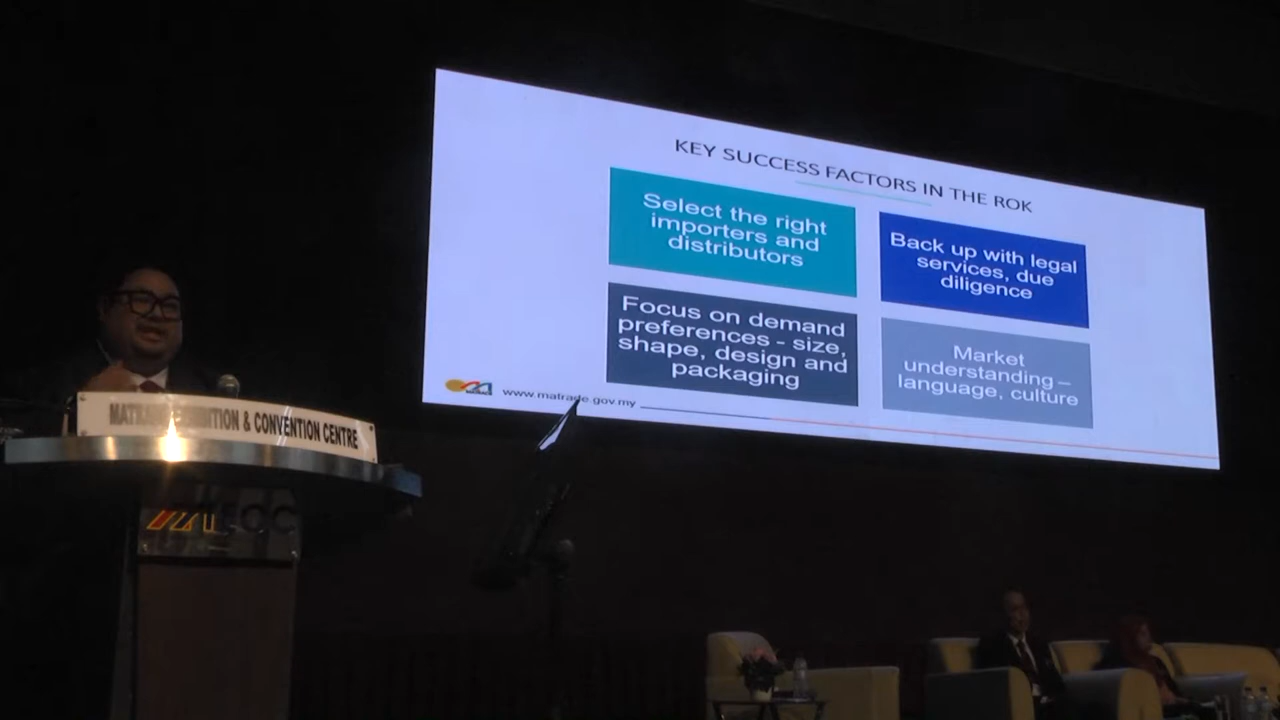 KEY SUCCESS FACTORS IN THE ROK
Select the right
importers and
distributors
Back up with legal
services, due
diligence
Focus on demand
preferences - size,
shape, design and
packaging
Market
understanding –
language, culture
MATRADE
www.matrade.gov.my
& CONVENTION CENTRE